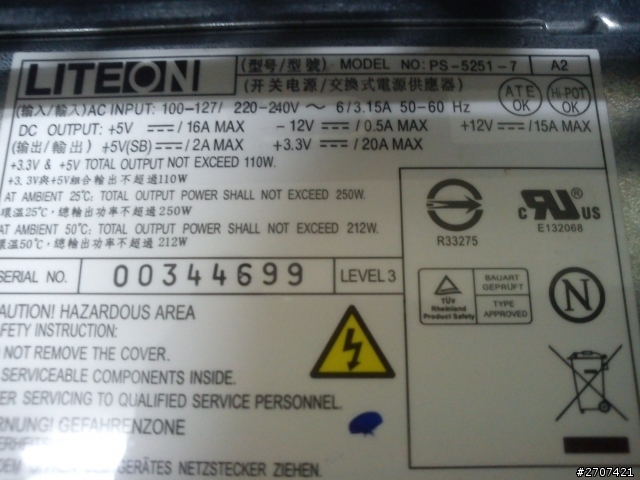 LITEON (型号/型號) MODEL NO: PS-5251-7 A2
(开关电源/交換式電源供應器) ATE OK Hi-POT OK
(输入/輸入) AC INPUT: 100-127/ 220-240V ～ 6/3.15A 50-60 Hz
DC OUTPUT: +5V ⎓ / 16A MAX -12V ⎓ / 0.5A MAX +12V ⎓ /15A MAX
(输出/輸出) +5V(SB) ⎓ / 2A MAX +3.3V ⎓ / 20A MAX
+3.3V & +5V TOTAL OUTPUT NOT EXCEED 110W.
+3.3V與+5V組合輸出不超過110W
AT AMBIENT 25℃: TOTAL OUTPUT POWER SHALL NOT EXCEED 250W.
環溫25℃, 總輸出功率不超過250W
AT AMBIENT 50℃: TOTAL OUTPUT POWER SHALL NOT EXCEED 212W.
環溫50℃, 總輸出功率不超過212W
R33275
c RU ® US
E132068
SERIAL NO. 00344699 LEVEL 3
TÜV Rheinland Product Safety
BAUART GEPRÜFT
TYPE APPROVED
N
CAUTION! HAZARDOUS AREA
SAFETY INSTRUCTION:
NOT REMOVE THE COVER.
SERVICEABLE COMPONENTS INSIDE.
SERVICING TO QUALIFIED SERVICE PERSONNEL.
WARNUNG! GEFAHRENZONE
DEM GERÄTES NETZSTECKER ZIEHEN.
#2707421